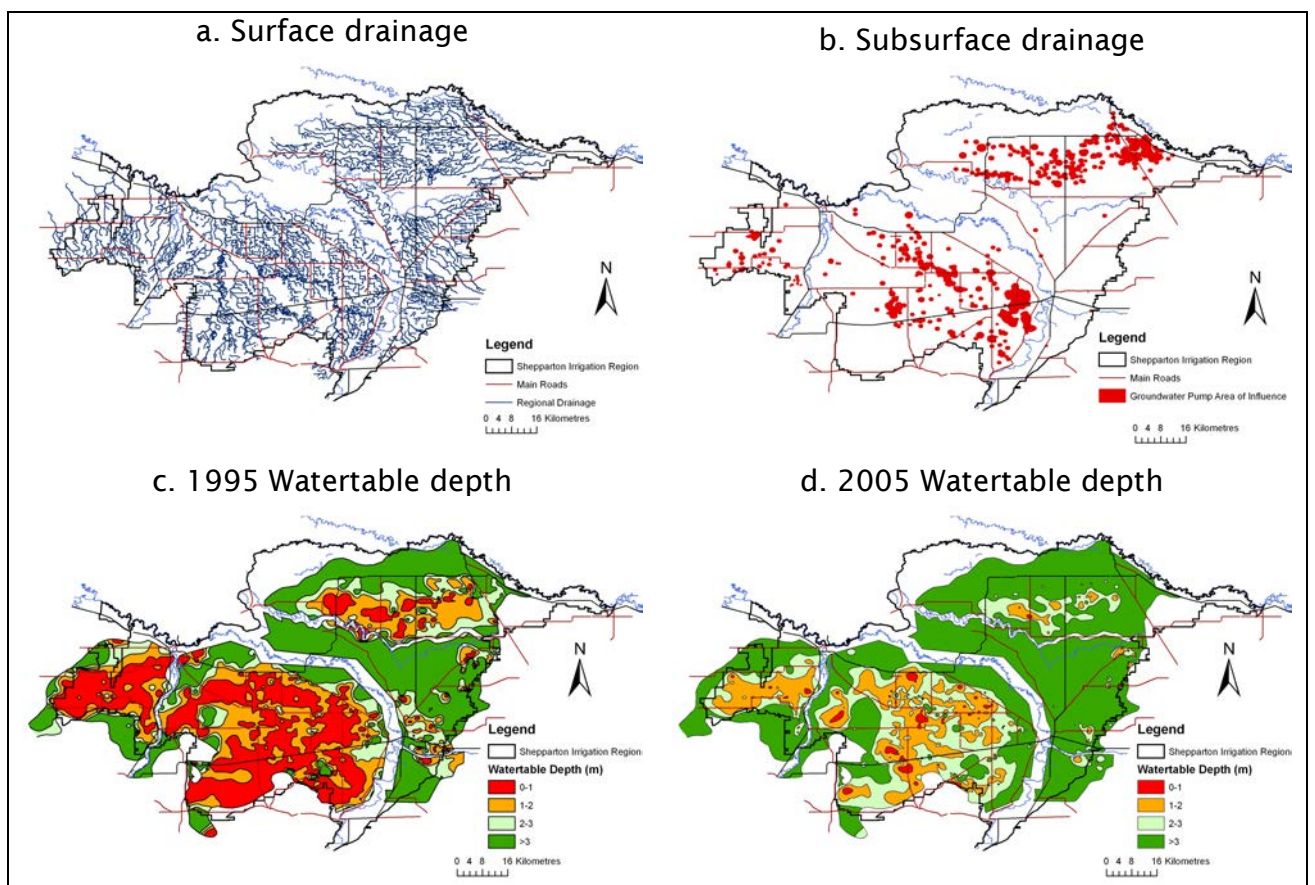 a. Surface drainage
N
Legend
Shepparton Irrigation Region
Main Roads
Regional Drainage
0 4 8 16 Kilometres
b. Subsurface drainage
N
Legend
Shepparton Irrigation Region
Main Roads
Groundwater Pump Area of Influence
0 4 8 16 Kilometres
c. 1995 Watertable depth
N
Legend
Shepparton Irrigation Region
Watertable Depth (m)
0-1
1-2
2-3
>3
0 4 8 16 Kilometres
d. 2005 Watertable depth
N
Legend
Shepparton Irrigation Region
Watertable Depth (m)
0-1
1-2
2-3
>3
0 4 8 16 Kilometres